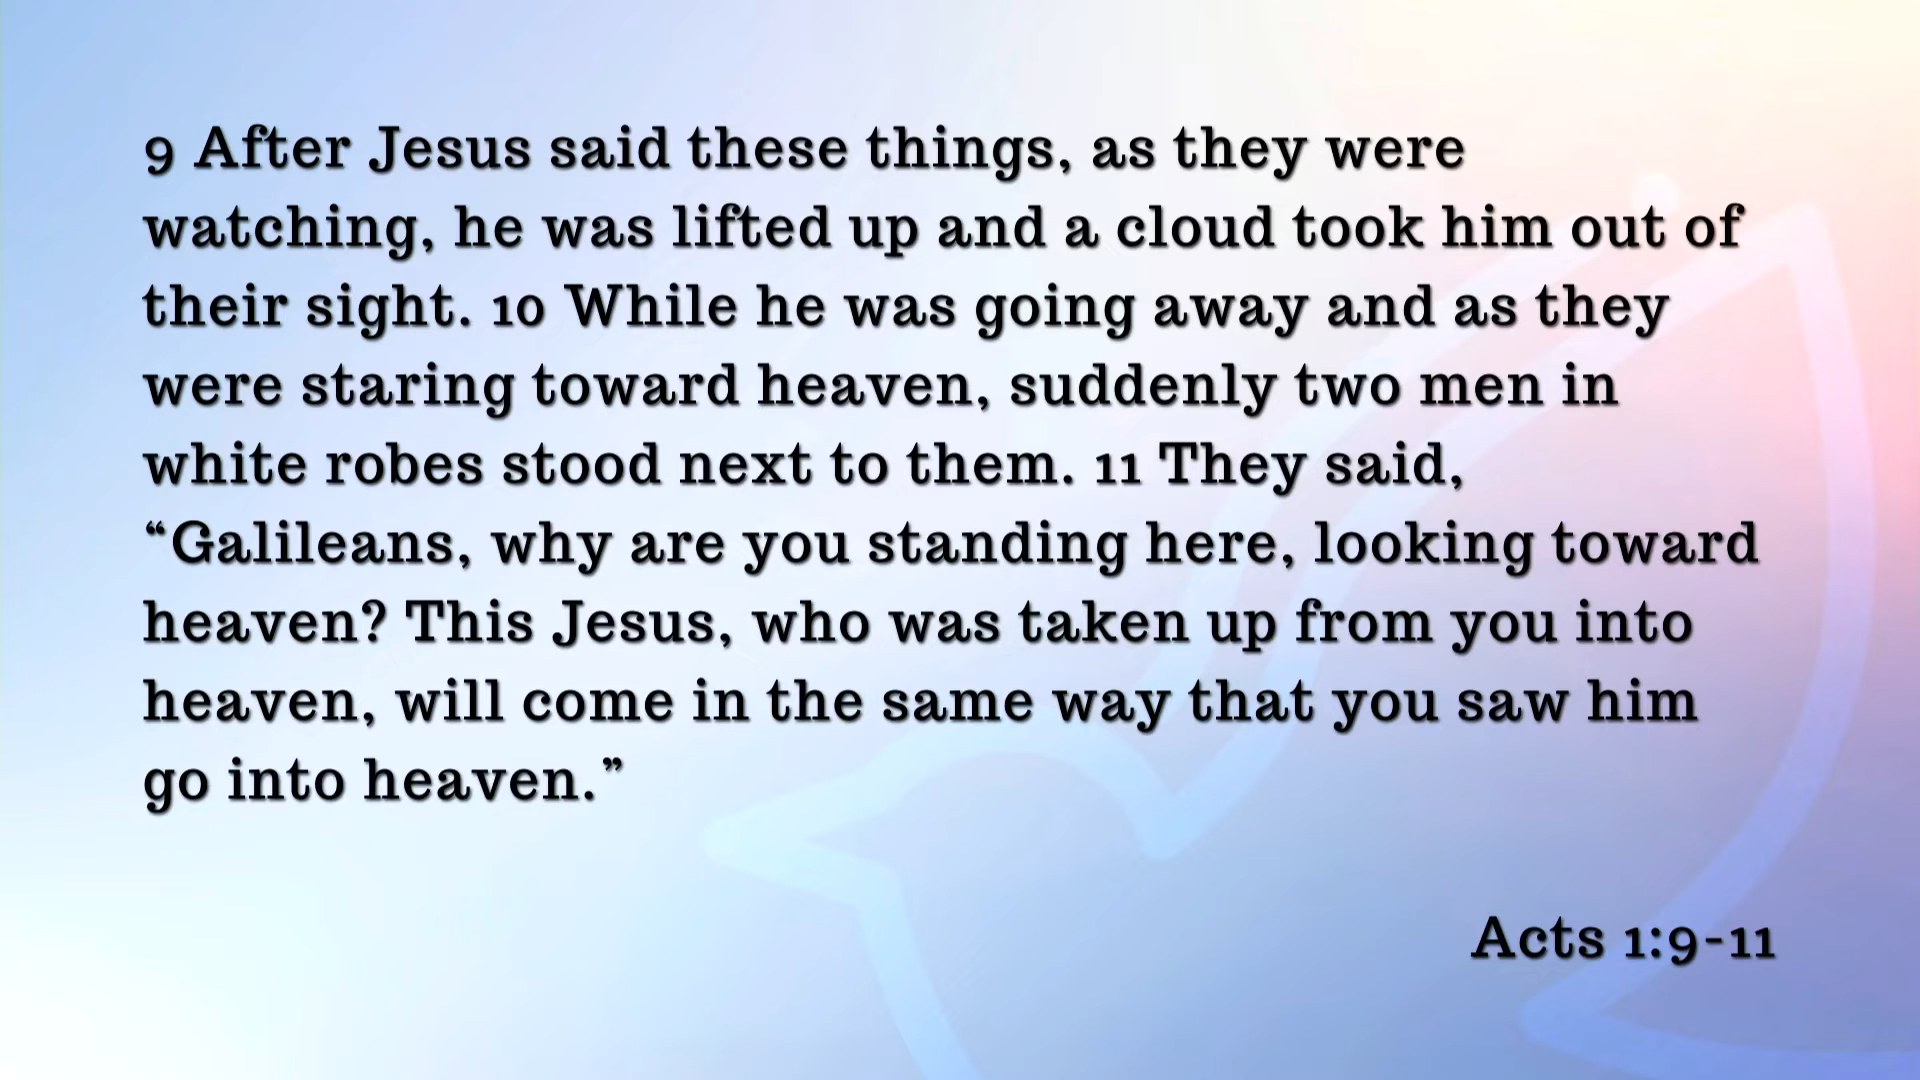 9 After Jesus said these things, as they were
watching, he was lifted up and a cloud took him out of
their sight. 10 While he was going away and as they
were staring toward heaven, suddenly two men in
white robes stood next to them. 11 They said,
“Galileans, why are you standing here, looking toward
heaven? This Jesus, who was taken up from you into
heaven, will come in the same way that you saw him
go into heaven.”
Acts 1:9-11